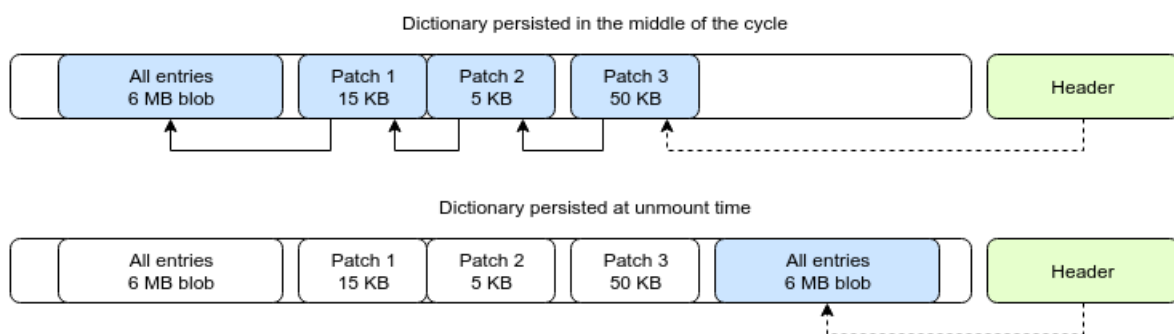 Dictionary persisted in the middle of the cycle
All entries
6 MB blob
Patch 1
15 KB
Patch 2
5 KB
Patch 3
50 KB
Header
Dictionary persisted at unmount time
All entries
6 MB blob
Patch 1
15 KB
Patch 2
5 KB
Patch 3
50 KB
All entries
6 MB blob
Header